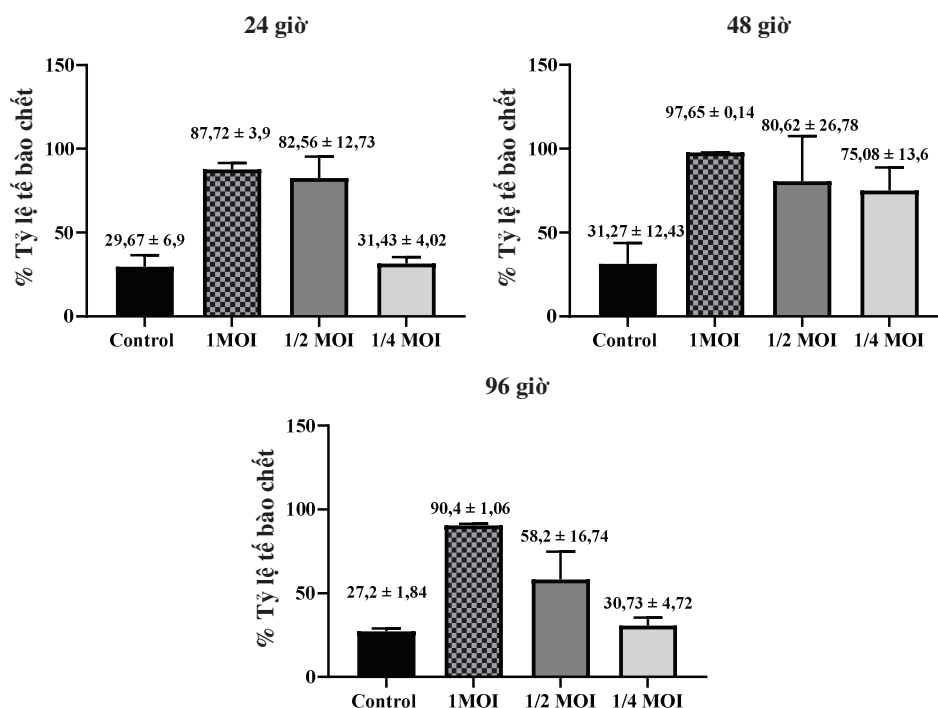 24 giờ
% Tỷ lệ tế bào chết
150
100
50
0
29,67 ± 6,9
87,72 ± 3,9
82,56 ± 12,73
31,43 ± 4,02
Control 1MOI 1/2 MOI 1/4 MOI
48 giờ
% Tỷ lệ tế bào chết
150
100
50
0
31,27 ± 12,43
97,65 ± 0,14
80,62 ± 26,78
75,08 ± 13,6
Control 1MOI 1/2 MOI 1/4 MOI
96 giờ
% Tỷ lệ tế bào chết
150
100
50
0
27,2 ± 1,84
90,4 ± 1,06
58,2 ± 16,74
30,73 ± 4,72
Control 1MOI 1/2 MOI 1/4 MOI